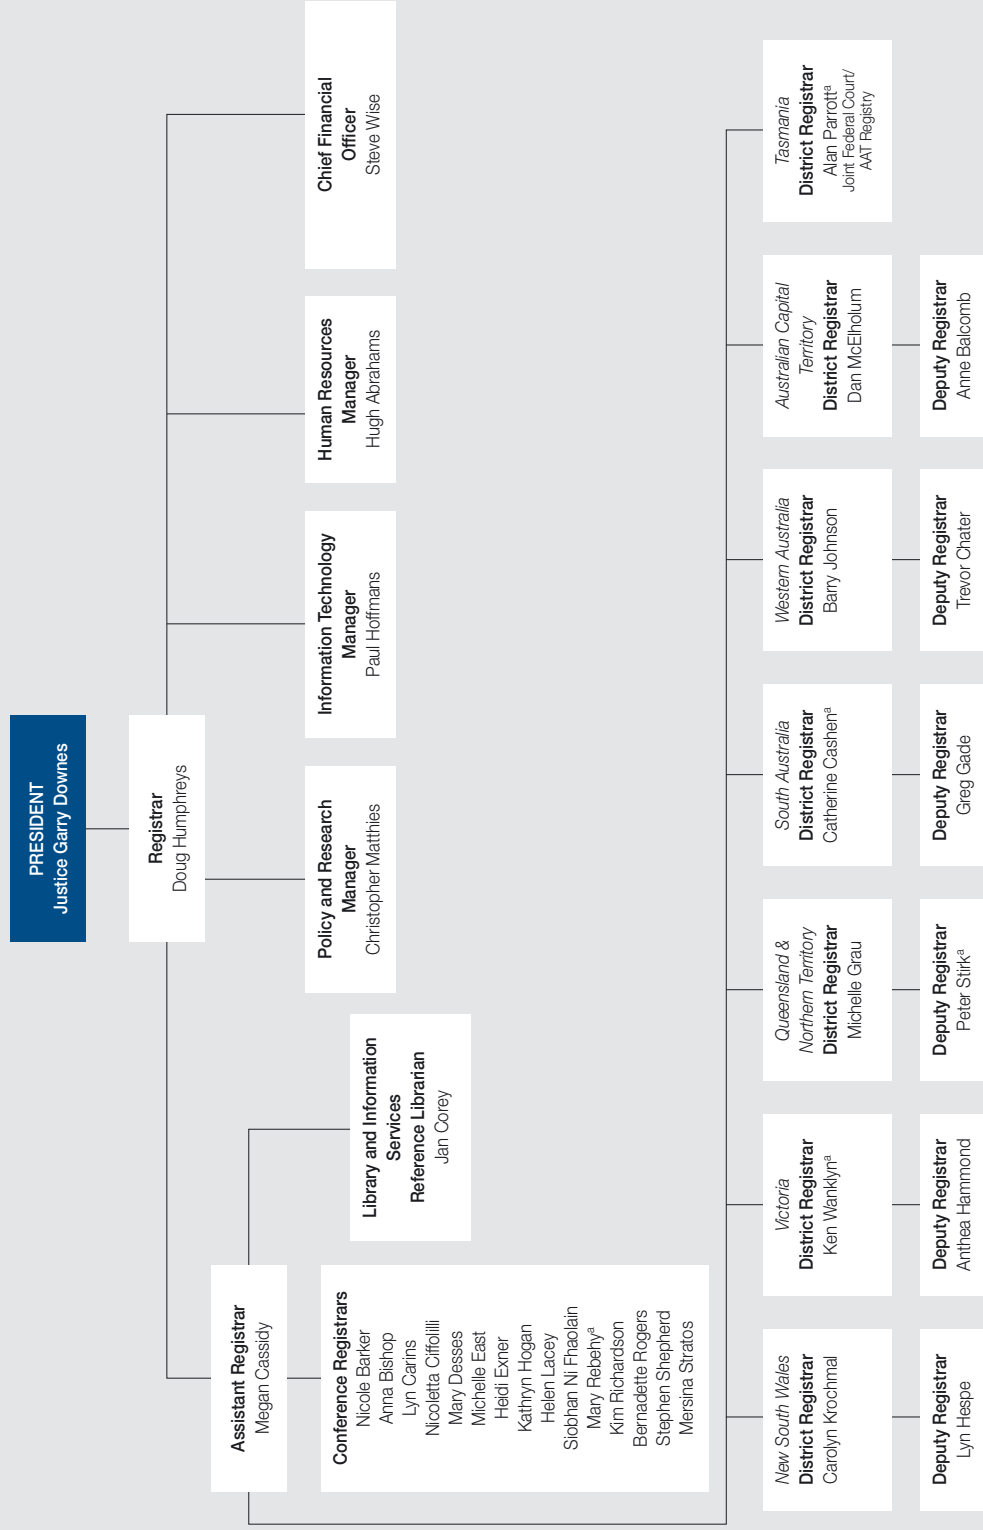 PRESIDENT
Justice Garry Downes
Registrar
Doug Humphreys
Assistant Registrar
Megan Cassidy
Conference Registrars
Nicole Barker
Anna Bishop
Lyn Carins
Nicoletta Ciffolilli
Mary Desses
Michelle East
Heidi Exner
Kathryn Hogan
Helen Lacey
Siobhan Ni Fhaolain
Mary Rebehyᵃ
Kim Richardson
Bernadette Rogers
Stephen Shepherd
Mersina Stratos
Library and Information
Services
Reference Librarian
Jan Corey
Policy and Research
Manager
Christopher Matthies
Information Technology
Manager
Paul Hoffmans
Human Resources
Manager
Hugh Abrahams
Chief Financial
Officer
Steve Wise
New South Wales
District Registrar
Carolyn Krochmal
Victoria
District Registrar
Ken Wanklynᵃ
Queensland &
Northern Territory
District Registrar
Michelle Grau
South Australia
District Registrar
Catherine Cashenᵃ
Western Australia
District Registrar
Barry Johnson
Australian Capital
Territory
District Registrar
Dan McElholum
Tasmania
District Registrar
Alan Parrottᵃ
Joint Federal Court/
AAT Registry
Deputy Registrar
Lyn Hespe
Deputy Registrar
Anthea Hammond
Deputy Registrar
Peter Stirkᵃ
Deputy Registrar
Greg Gade
Deputy Registrar
Trevor Chater
Deputy Registrar
Anne Balcomb